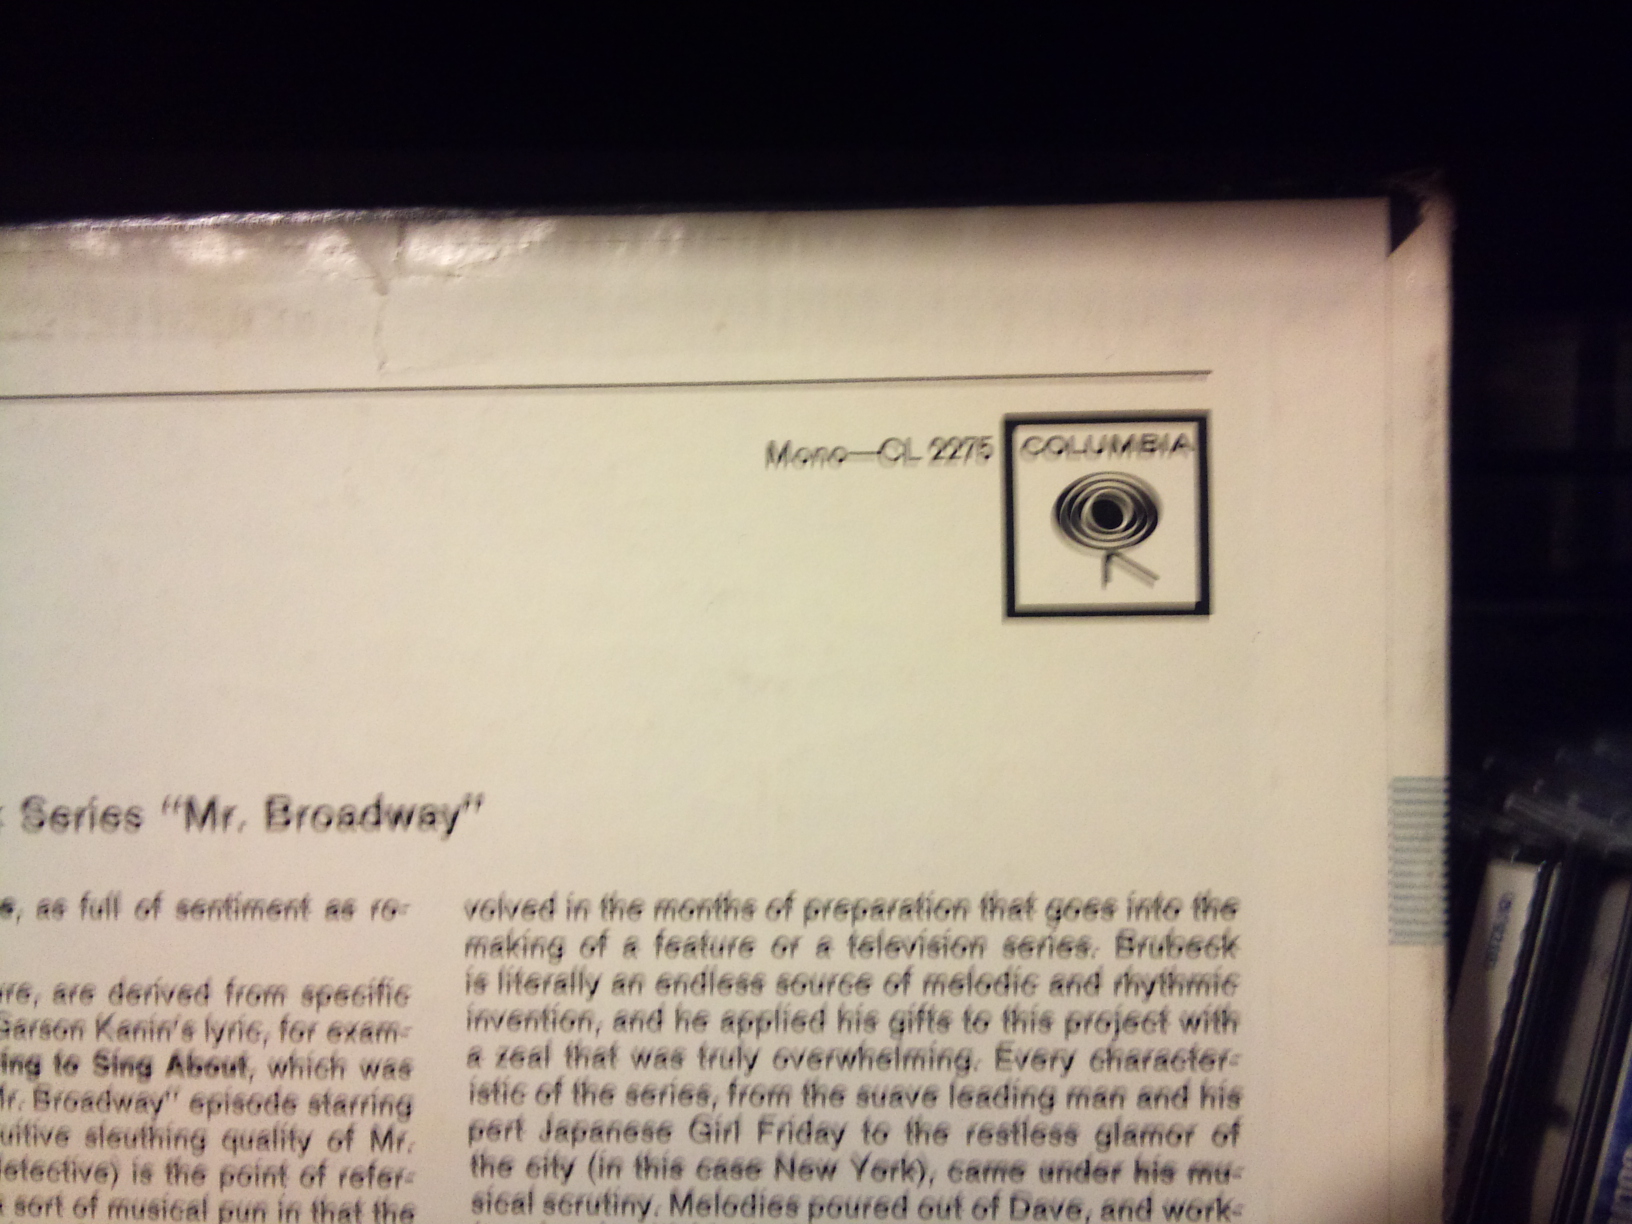 Mono—CL 2275
COLUMBIA
Series "Mr. Broadway"
as full of sentiment as ro-
are derived from specific
Garson Kanin's lyric, for exam-
to Sing About, which was
Broadway" episode starring
sleuthing quality of Mr.
is the point of refer-
sort of musical pun in that the
volved in the months of preparation that goes into the
making of a feature or a television series. Brubeck
is literally an endless source of melodic and rhythmic
invention, and he applied his gifts to this project with
a zeal that was truly overwhelming. Every character-
istic of the series, from the suave leading man and his
pert Japanese Girl Friday to the restless glamor of
the city (in this case New York), came under his mu-
sical scrutiny. Melodies poured out of Dave, and work-